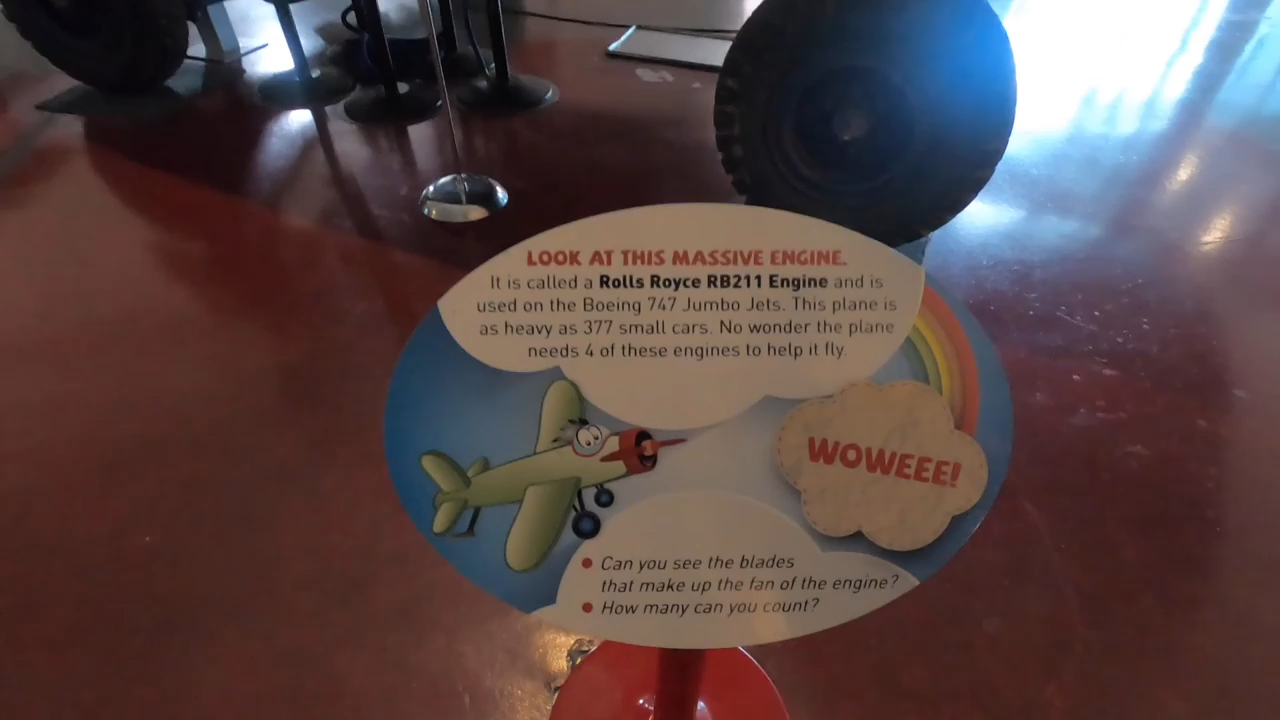 LOOK AT THIS MASSIVE ENGINE.
It is called a Rolls Royce RB211 Engine and is
used on the Boeing 747 Jumbo Jets. This plane is
as heavy as 377 small cars. No wonder the plane
needs 4 of these engines to help it fly.
WOWEEE!
Can you see the blades
that make up the fan of the engine?
How many can you count?